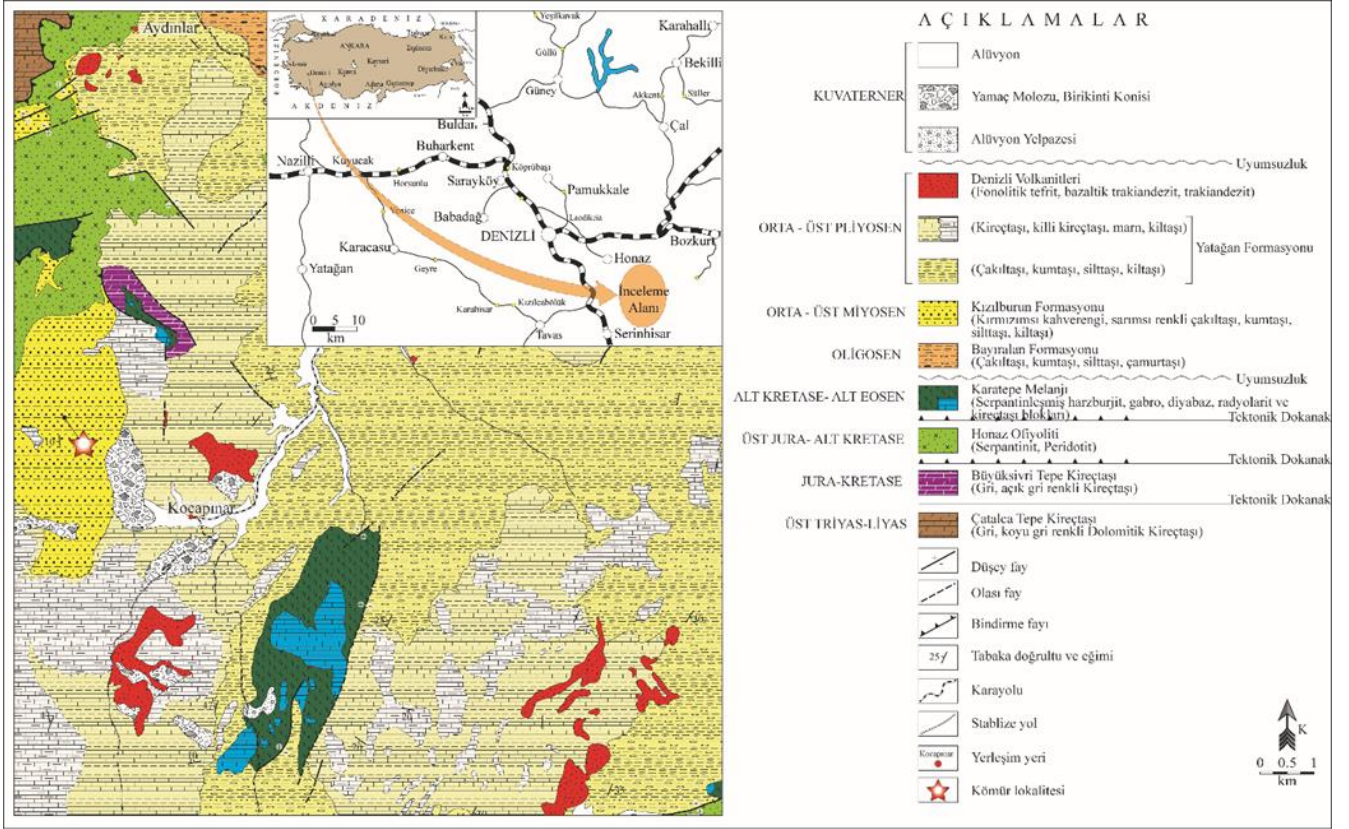 Aydınlar
Kocapınar
KARADENİZ
ANKARA
Konya
Kayseri
AKDENİZ
Yeşilkavak
Güllü
Güney
Karahallı
Bekilli
Akkent
Süller
Çal
Buldan
Buharkent
Nazilli
Kuyucak
Horsunlu
Köprübaşı
Sarayköy
Pamukkale
Yenice
Babadağ
Laodikeia
DENİZLİ
Bozkurt
Karacasu
Honaz
Yatağan
Geyre
İnceleme
Alanı
Karahisar
Kızılcabölük
Tavas
Serinhisar
0 5 10
km
AÇIKLAMALAR
Alüvyon
KUVATERNER
Yamaç Molozu, Birikinti Konisi
Alüvyon Yelpazesi
Uyumsuzluk
Denizli Volkanitleri
(Fonolitik tefrit, bazaltik trakiandezit, trakiandezit)
ORTA - ÜST PLİYOSEN
(Kireçtaşı, killi kireçtaşı, marn, kiltaşı)
Yatağan Formasyonu
(Çakıltaşı, kumtaşı, silttaşı, kiltaşı)
ORTA - ÜST MİYOSEN
Kızılburun Formasyonu
(Kırmızımsı kahverengi, sarımsı renkli çakıltaşı, kumtaşı,
silttaşı, kiltaşı)
OLİGOSEN
Bayıralan Formasyonu
(Çakıltaşı, kumtaşı, silttaşı, çamurtaşı)
Uyumsuzluk
ALT KRETASE- ALT EOSEN
Karatepe Melanjı
(Serpantinleşmiş harzburjit, gabro, diyabaz, radyolarit ve
kireçtaşı blokları)
Tektonik Dokanak
ÜST JURA- ALT KRETASE
Honaz Ofiyoliti
(Serpantinit, Peridotit)
Tektonik Dokanak
JURA-KRETASE
Büyüksivri Tepe Kireçtaşı
(Gri, açık gri renkli Kireçtaşı)
Tektonik Dokanak
ÜST TRİYAS-LİYAS
Çatalca Tepe Kireçtaşı
(Gri, koyu gri renkli Dolomitik Kireçtaşı)
Düşey fay
Olası fay
Bindirme fayı
25
Tabaka doğrultu ve eğimi
Karayolu
Stablize yol
Kocapınar
Yerleşim yeri
Kömür lokalitesi
K
0 0.5 1
km